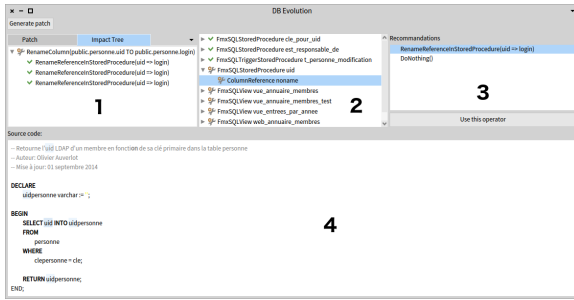 DB Evolution
Generate patch
Patch
Impact Tree
RenameColumn(public.personne.uid TO public.personne.login)
RenameReferenceInStoredProcedure(uid => login)
RenameReferenceInStoredProcedure(uid => login)
RenameReferenceInStoredProcedure(uid => login)
1
FmxSQLStoredProcedure cle_pour_uid
FmxSQLStoredProcedure est_responsable_de
FmxSQLTriggerStoredProcedure t_personne_modification
FmxSQLStoredProcedure uid
ColumnReference noname
FmxSQLView vue_annuaire_membres
FmxSQLView vue_annuaire_membres_test
FmxSQLView vue_entrees_par_annee
FmxSQLView web_annuaire_membres
2
Recommandations
RenameReferenceInStoredProcedure(uid => login)
DoNothing()
3
Use this operator
Source code:
-- Retourne l'uid LDAP d'un membre en fonction de sa clé primaire dans la table personne
-- Auteur: Olivier Auverlot
-- Mise à jour: 01 septembre 2014
DECLARE
uidpersonne varchar := '';
BEGIN
SELECT uid INTO uidpersonne
FROM
personne
WHERE
clepersonne = cle;
RETURN uidpersonne;
END;
4